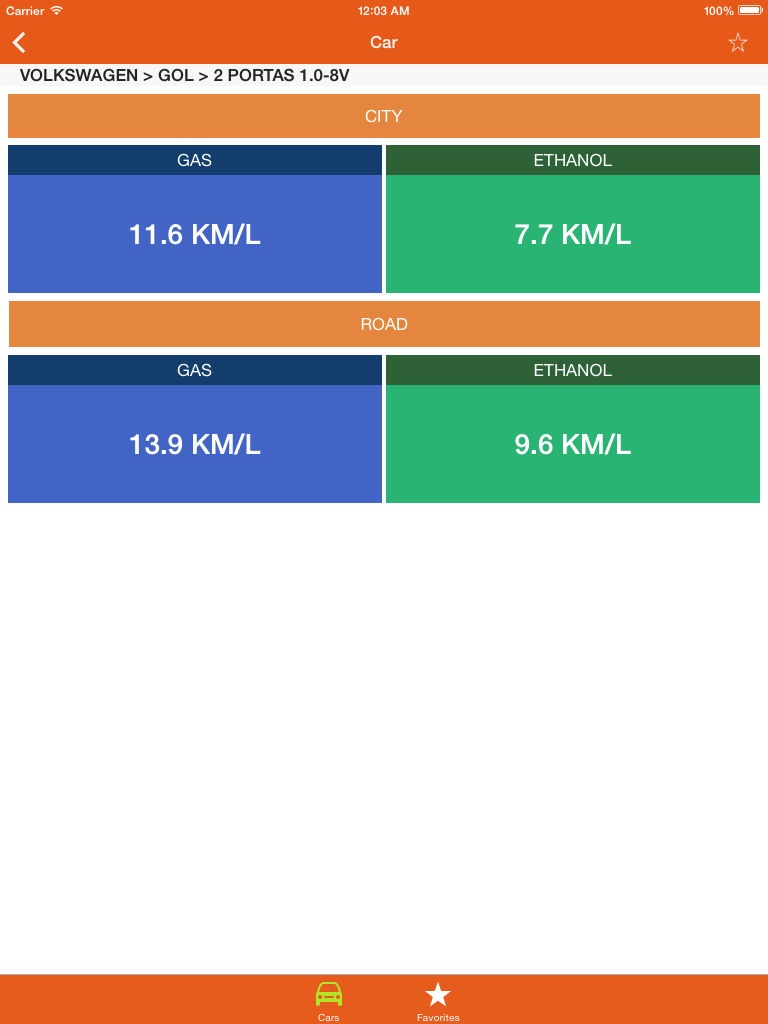 Carrier 12:03 AM 100%
Car
VOLKSWAGEN > GOL > 2 PORTAS 1.0-8V
CITY
GAS ETHANOL
11.6 KM/L 7.7 KM/L
ROAD
GAS ETHANOL
13.9 KM/L 9.6 KM/L
Cars Favorites